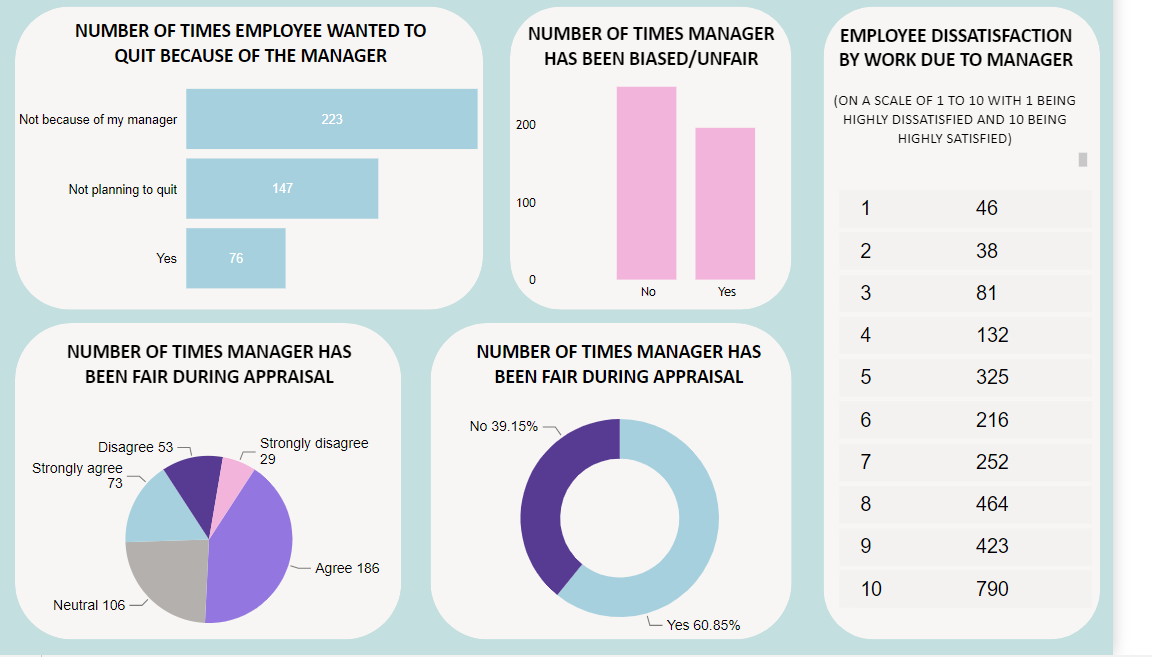 NUMBER OF TIMES EMPLOYEE WANTED TO
QUIT BECAUSE OF THE MANAGER
Not because of my manager
223
Not planning to quit
147
Yes
76
NUMBER OF TIMES MANAGER
HAS BEEN BIASED/UNFAIR
200
100
0
No
Yes
EMPLOYEE DISSATISFACTION
BY WORK DUE TO MANAGER
(ON A SCALE OF 1 TO 10 WITH 1 BEING
HIGHLY DISSATISFIED AND 10 BEING
HIGHLY SATISFIED)
1 46
2 38
3 81
4 132
5 325
6 216
7 252
8 464
9 423
10 790
NUMBER OF TIMES MANAGER HAS
BEEN FAIR DURING APPRAISAL
Disagree 53
Strongly disagree
29
Strongly agree
73
Agree 186
Neutral 106
NUMBER OF TIMES MANAGER HAS
BEEN FAIR DURING APPRAISAL
No 39.15%
Yes 60.85%